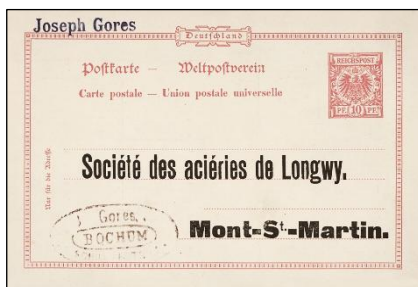 Joseph Gores
Deutschland
Postkarte — Weltpostverein
Carte postale — Union postale universelle
REICHSPOST
PF. 10 PF.
Nur für die Adresse
Société des aciéries de Longwy.
J. Gores,
BOCHUM
Mont-St.-Martin.